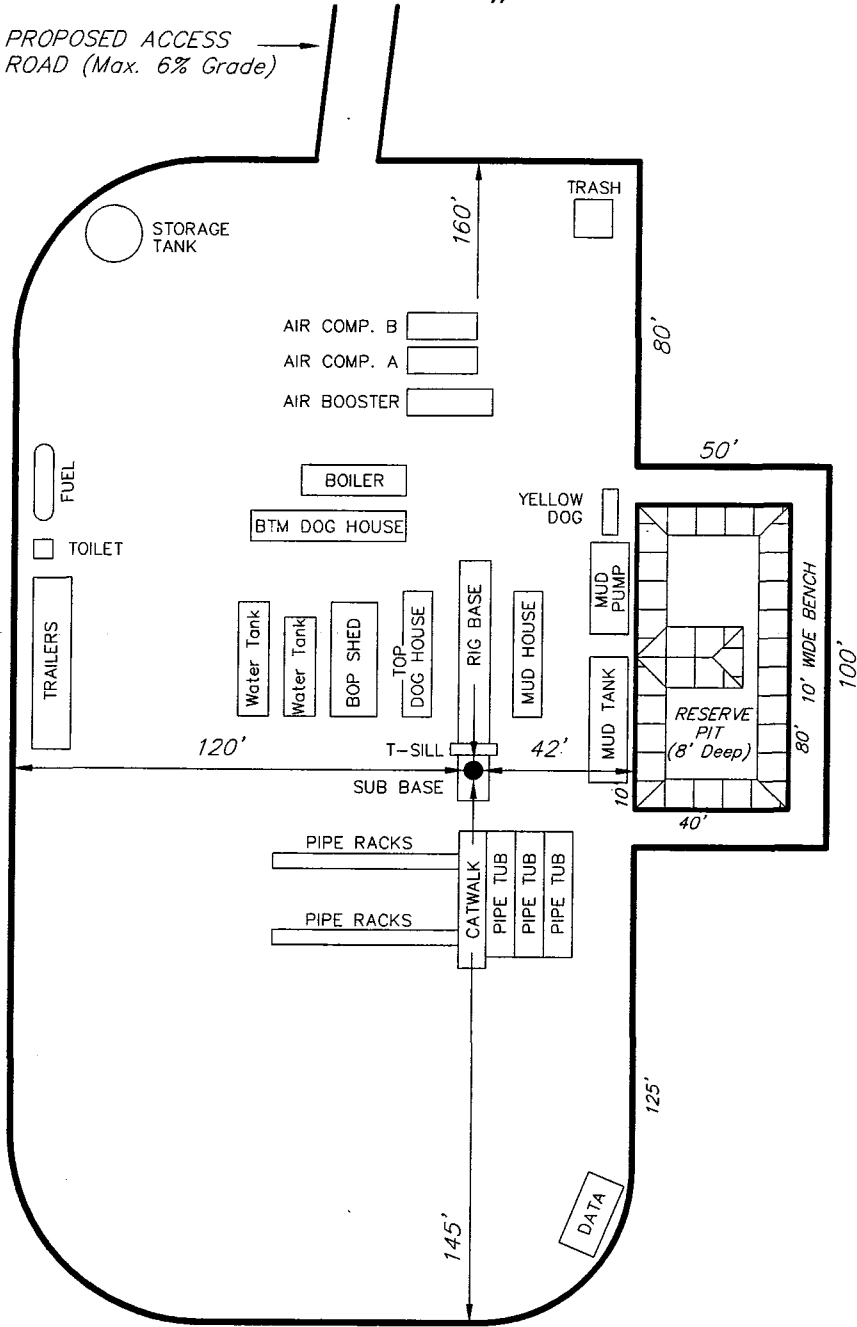 PROPOSED ACCESS
ROAD (Max. 6% Grade)
TRASH
STORAGE
TANK
160'
80'
AIR COMP. B
AIR COMP. A
AIR BOOSTER
50'
FUEL
BOILER
YELLOW
DOG
BTM DOG HOUSE
TOILET
MUD
PUMP
10' WIDE BENCH
100'
TRAILERS
Water Tank
Water Tank
BOP SHED
TOP
DOG HOUSE
RIG BASE
MUD HOUSE
MUD TANK
RESERVE
PIT
(8' Deep)
80'
120'
T-SILL
42'
SUB BASE
10'
40'
PIPE RACKS
CATWALK
PIPE TUB
PIPE TUB
PIPE TUB
PIPE RACKS
125'
DATA
145'